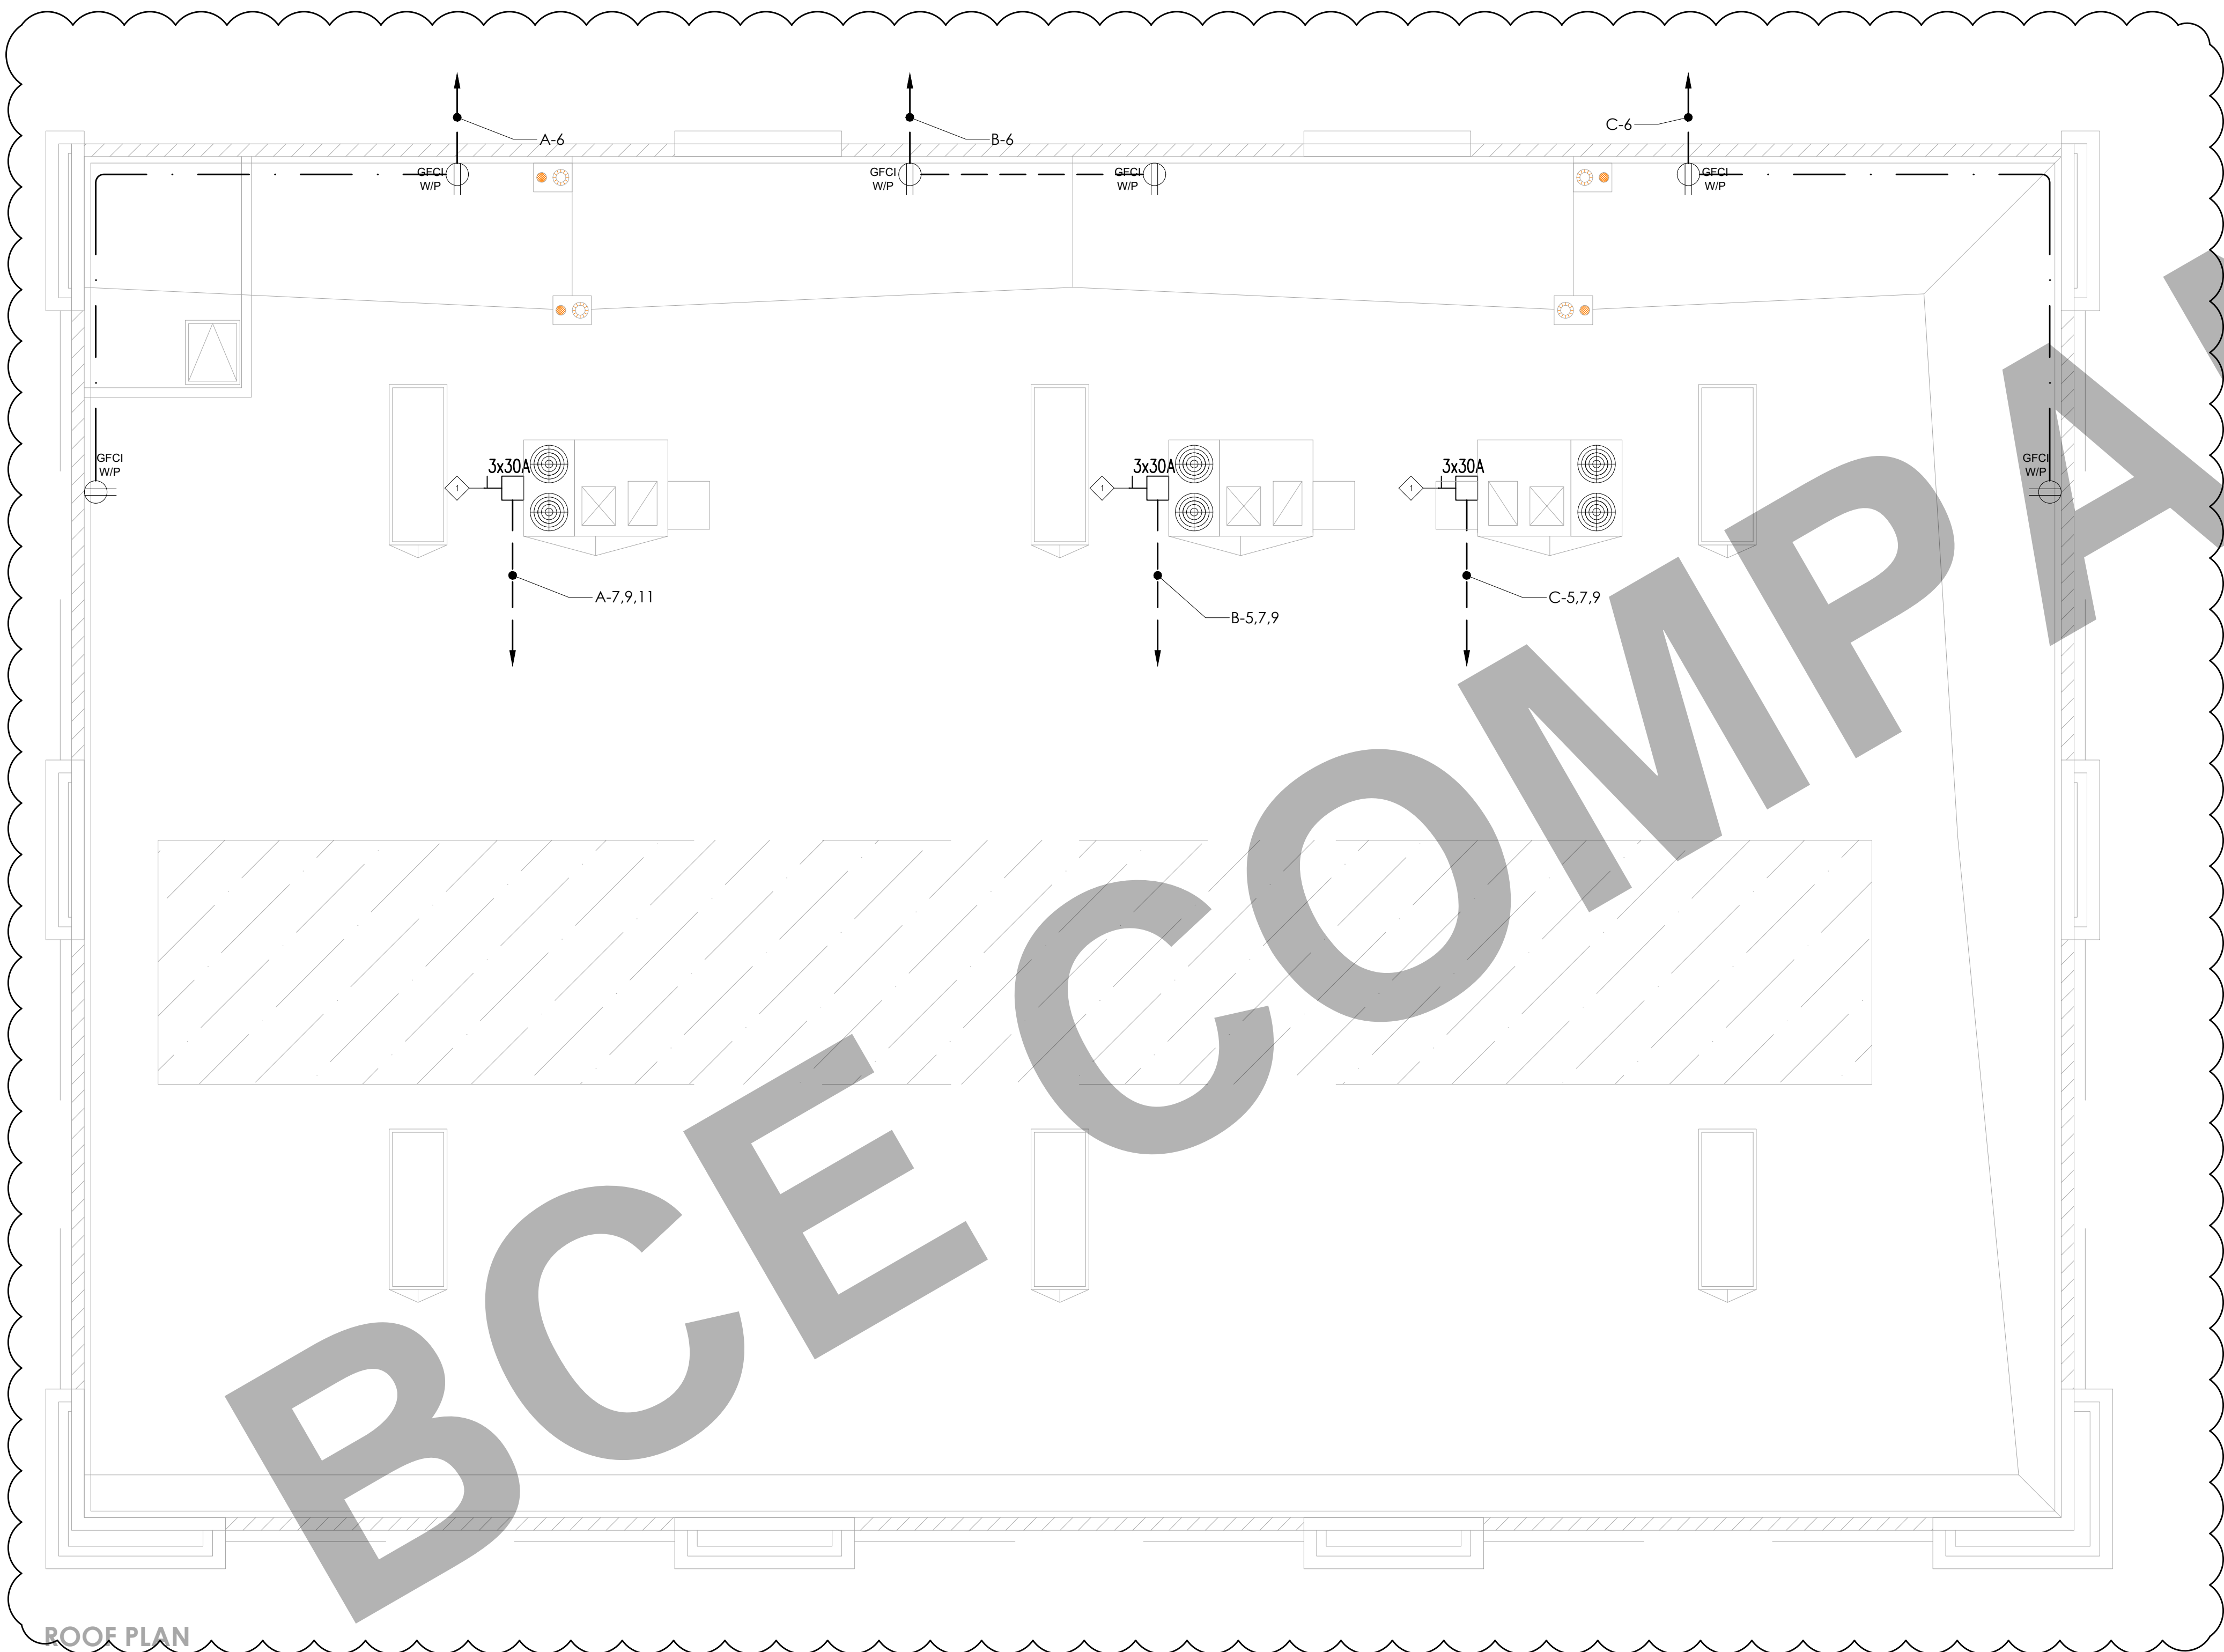 A-6
B-6
C-6
GFCI
W/P
GFCI
W/P
GFCI
W/P
GFCI
W/P
GFCI
W/P
GFCI
W/P
3x30A
1
3x30A
1
3x30A
1
A-7,9,11
B-5,7,9
C-5,7,9
BCE COMPA
ROOF PLAN